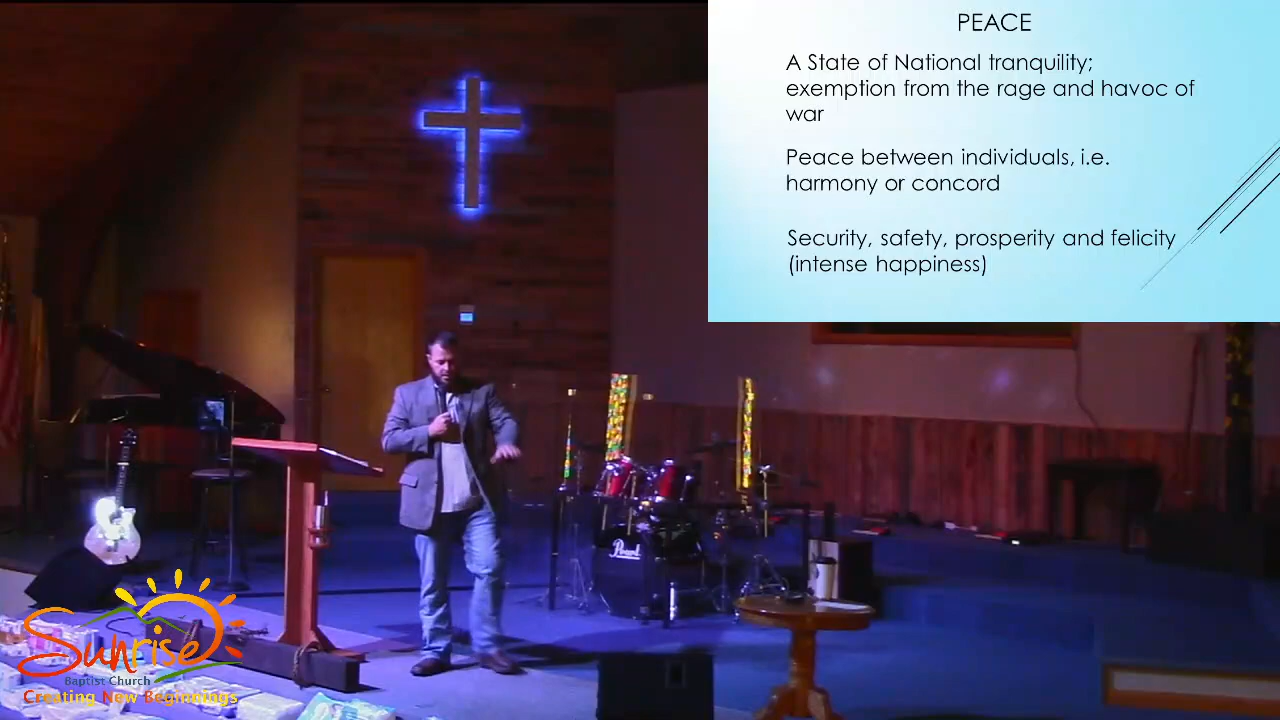 PEACE
A State of National tranquility;
exemption from the rage and havoc of
war
Peace between individuals, i.e.
harmony or concord
Security, safety, prosperity and felicity
(intense happiness)
Pearl
Sunrise
Baptist Church
Creating New Beginnings